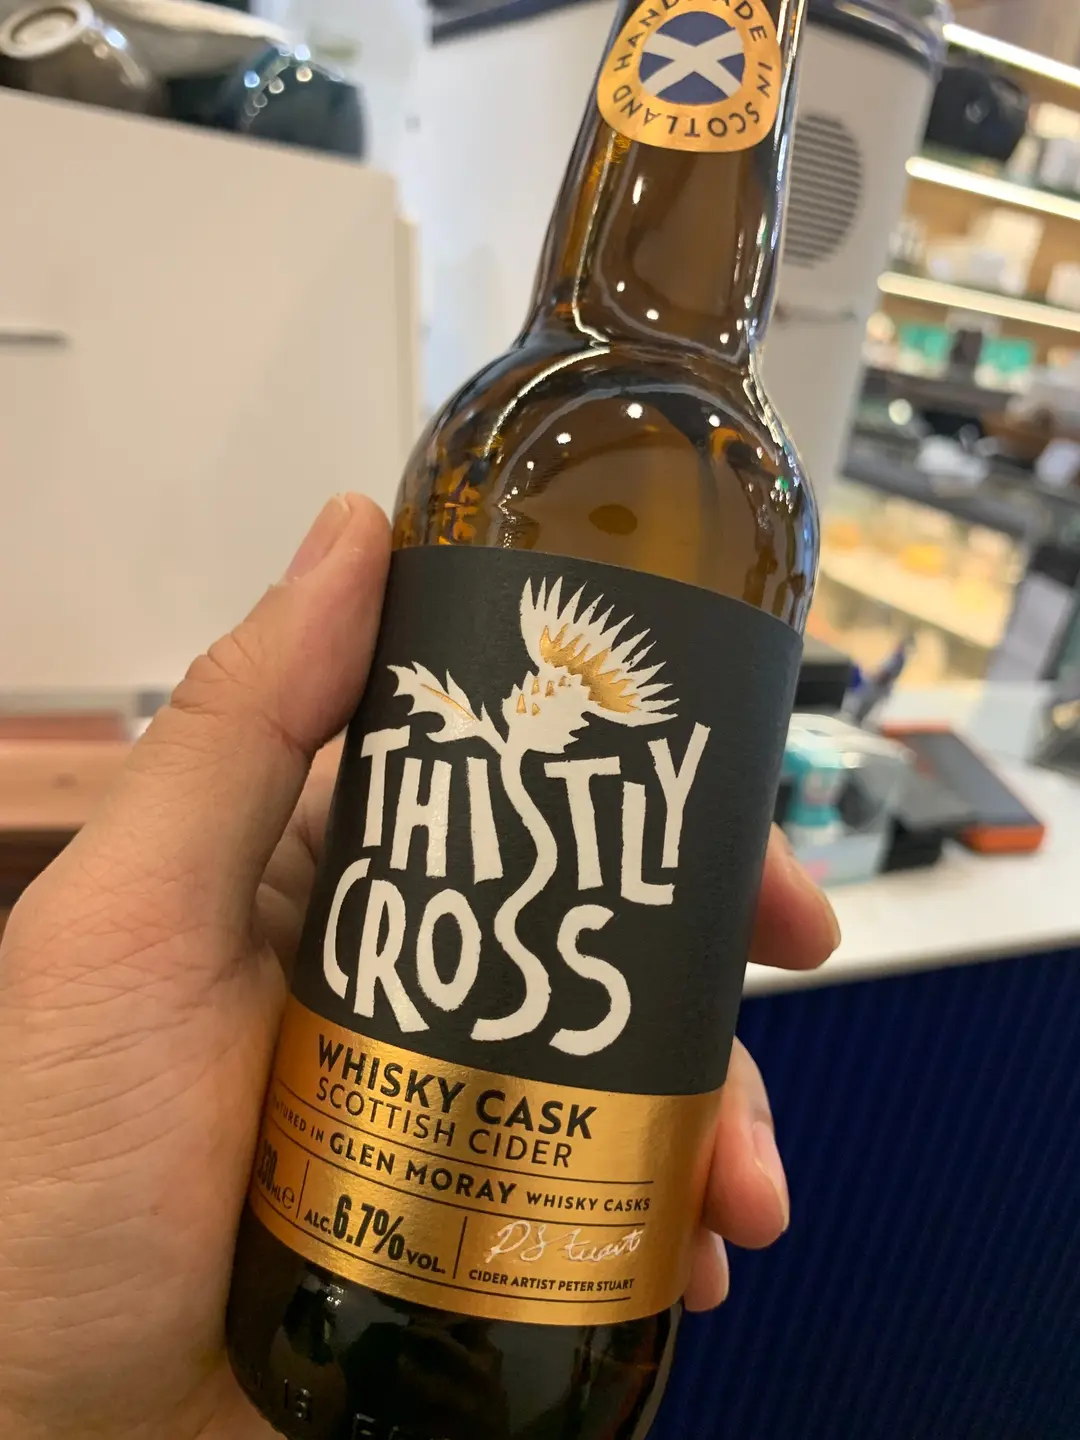 HANDMADE IN SCOTLAND
THISTLY
CROSS
WHISKY CASK
SCOTTISH CIDER
IN GLEN MORAY WHISKY CASKS
330ML℮
ALC. 6.7% VOL.
P Stuart
CIDER ARTIST PETER STUART